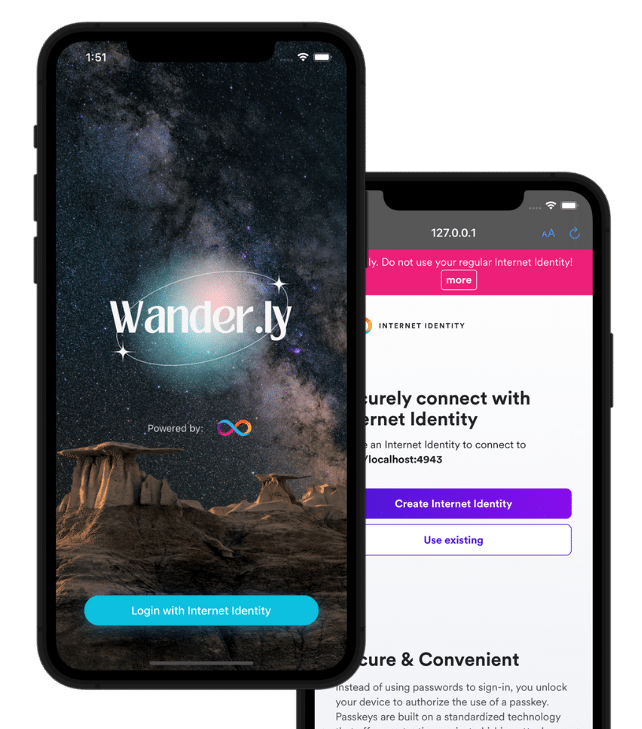 1:51
Wander.ly
Powered by:
Login with Internet Identity
127.0.0.1
AA
ly. Do not use your regular Internet Identity!
more
INTERNET IDENTITY
curely connect with
ernet Identity
an Internet Identity to connect to
/localhost:4943
Create Internet Identity
Use existing
cure & Convenient
Instead of using passwords to sign-in, you unlock
your device to authorize the use of a passkey.
Passkeys are built on a standardized technology